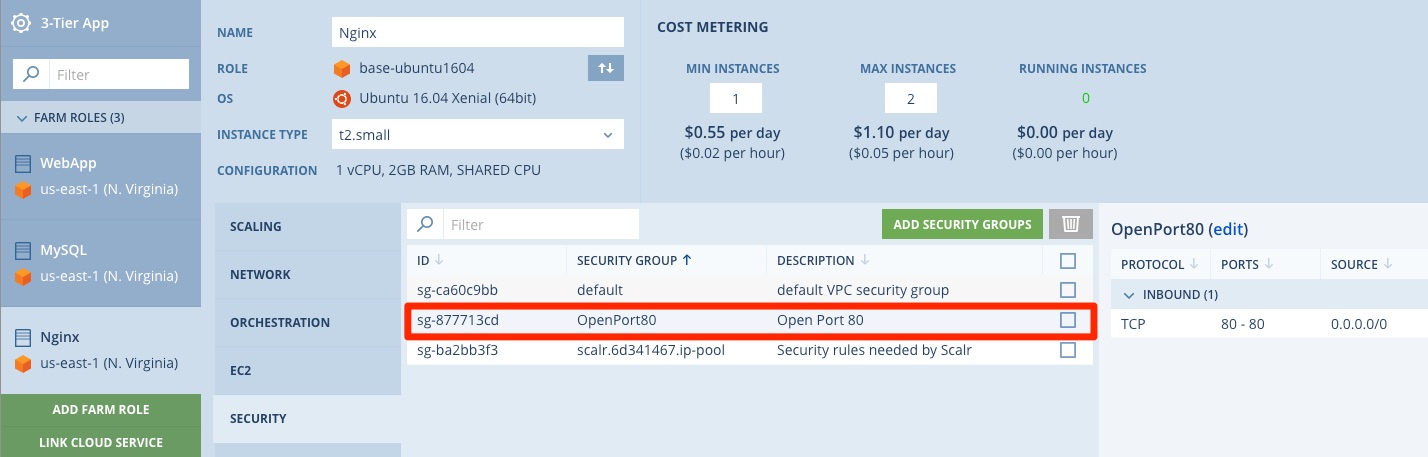 3-Tier App
Filter
FARM ROLES (3)
WebApp
us-east-1 (N. Virginia)
MySQL
us-east-1 (N. Virginia)
Nginx
us-east-1 (N. Virginia)
ADD FARM ROLE
LINK CLOUD SERVICE
NAME Nginx
ROLE base-ubuntu1604
OS Ubuntu 16.04 Xenial (64bit)
INSTANCE TYPE t2.small
CONFIGURATION 1 vCPU, 2GB RAM, SHARED CPU
COST METERING
MIN INSTANCES MAX INSTANCES RUNNING INSTANCES
1 2 0
$0.55 per day $1.10 per day $0.00 per day
($0.02 per hour) ($0.05 per hour) ($0.00 per hour)
SCALING
NETWORK
ORCHESTRATION
EC2
SECURITY
Filter ADD SECURITY GROUPS
ID SECURITY GROUP DESCRIPTION
sg-ca60c9bb default default VPC security group
sg-877713cd OpenPort80 Open Port 80
sg-ba2bb3f3 scalr.6d341467.ip-pool Security rules needed by Scalr
OpenPort80 (edit)
PROTOCOL PORTS SOURCE
INBOUND (1)
TCP 80 - 80 0.0.0.0/0